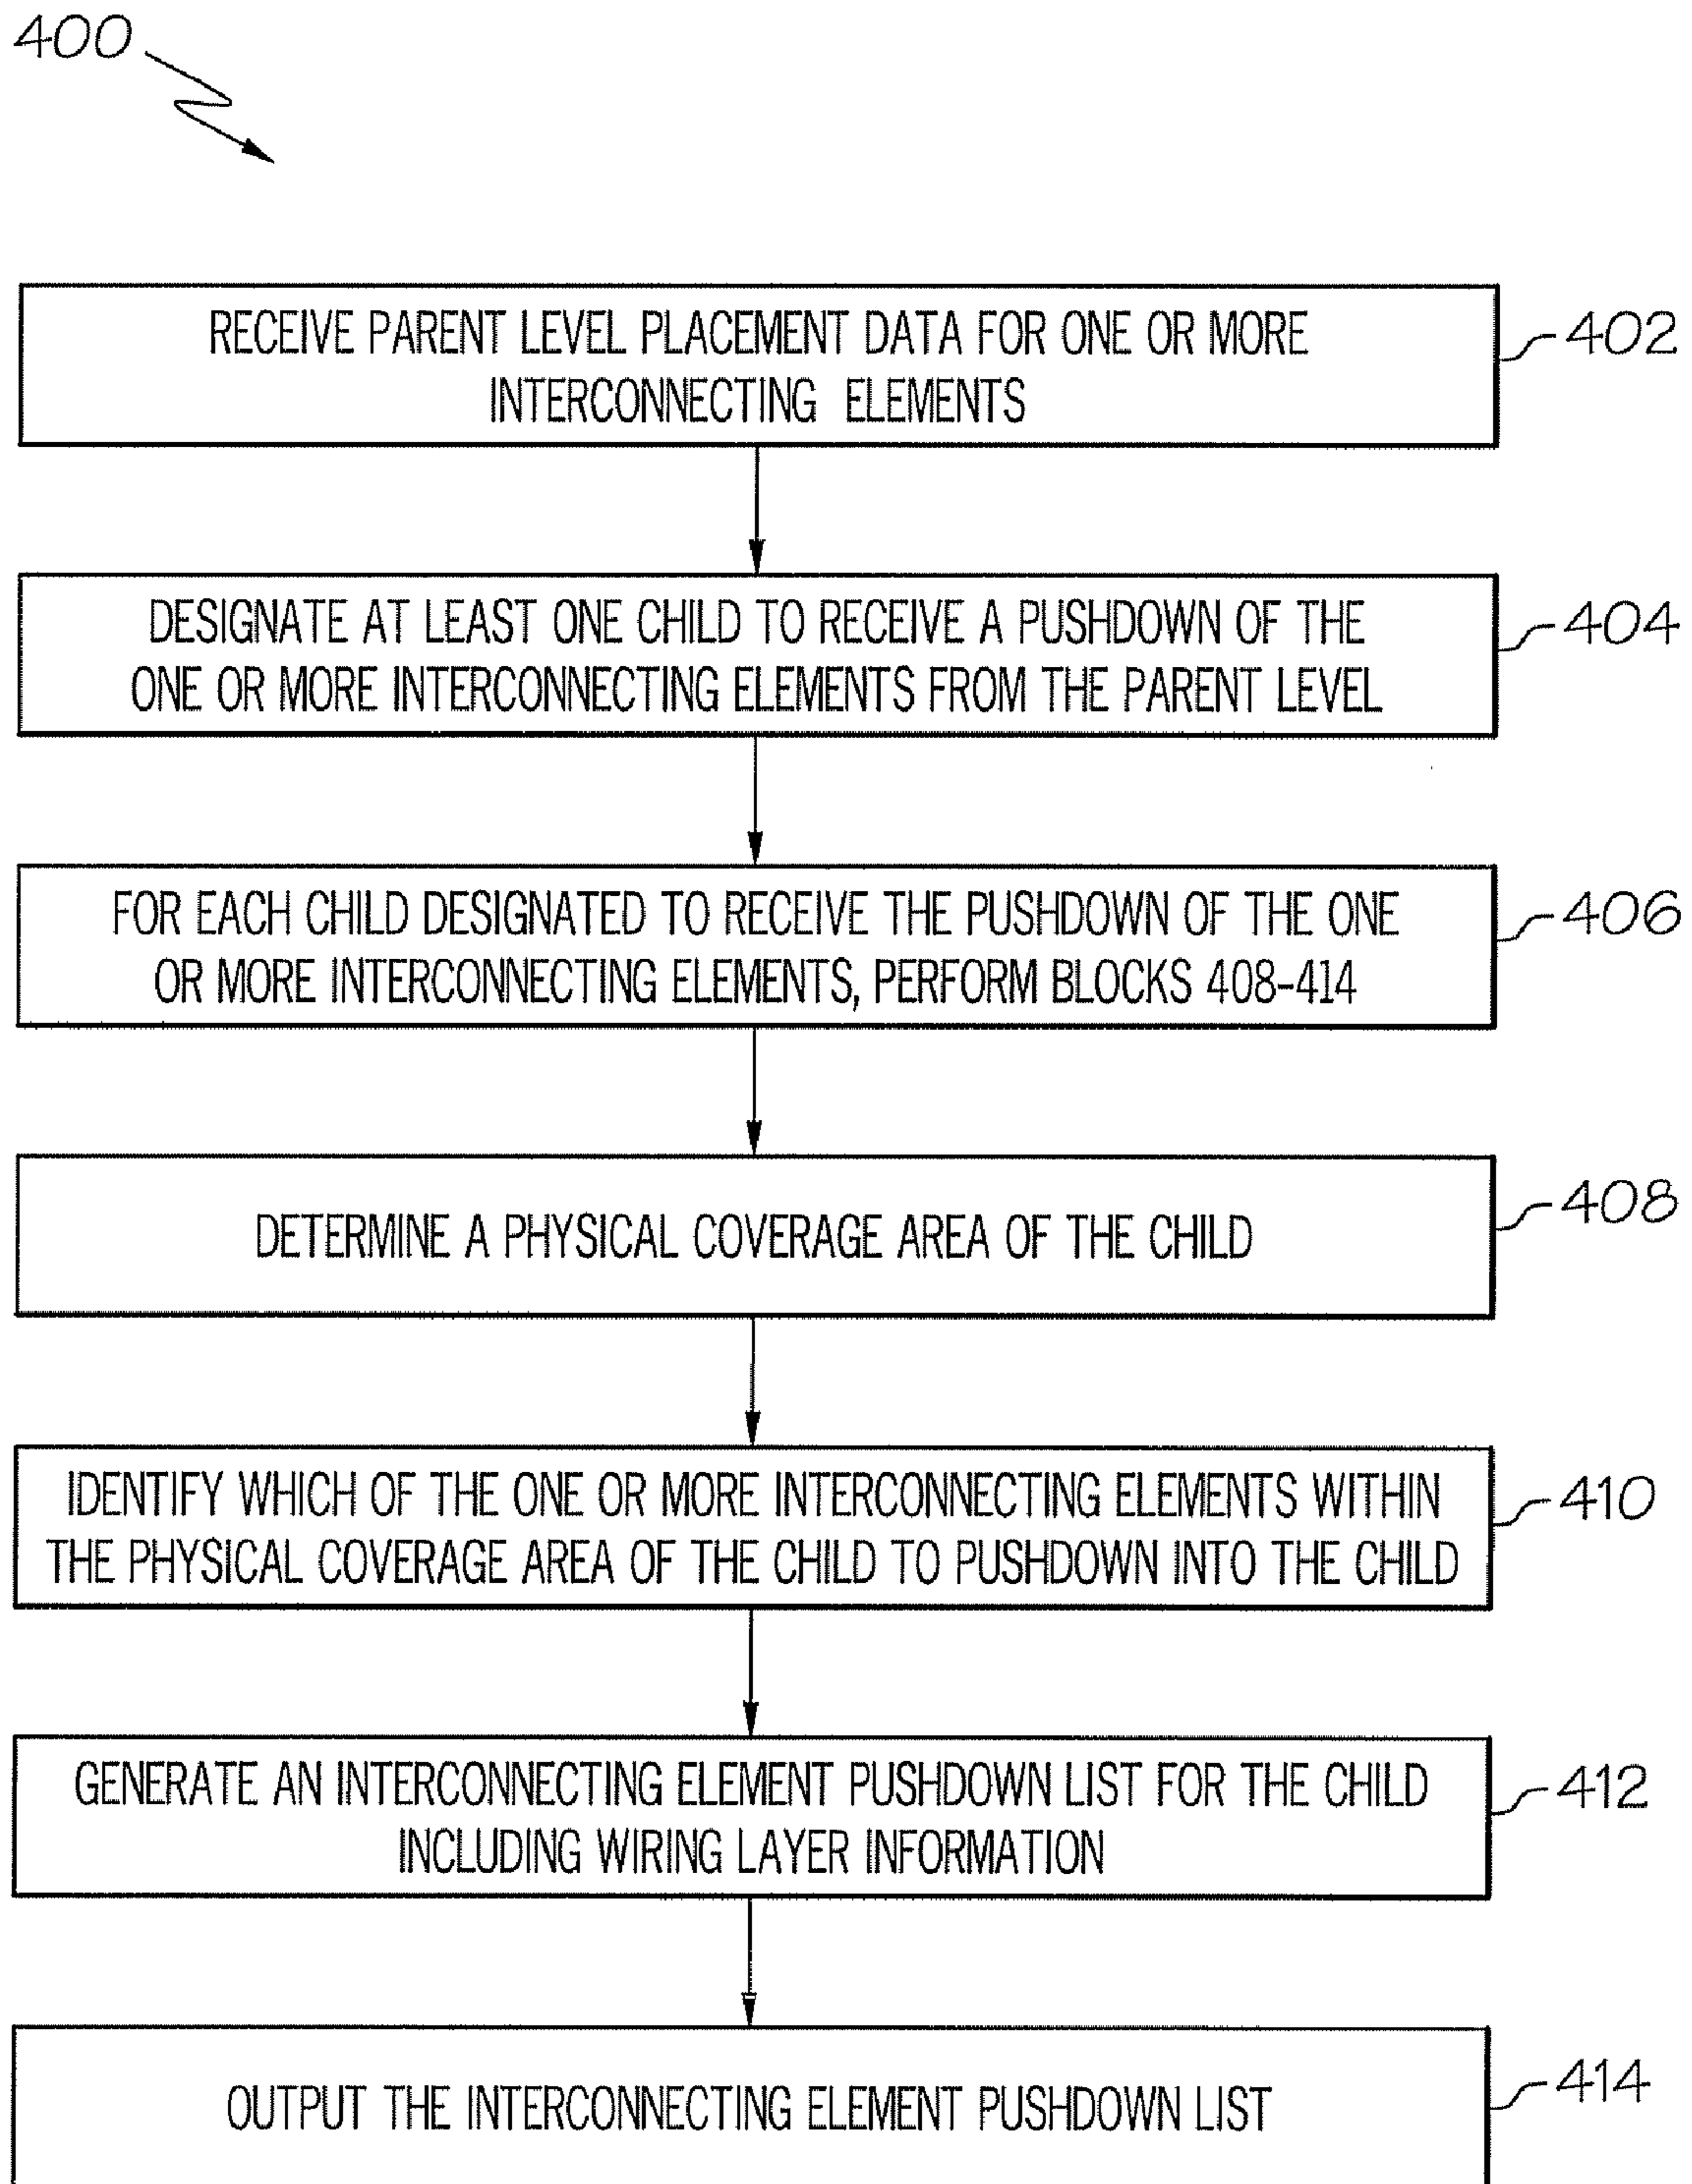 400
RECEIVE PARENT LEVEL PLACEMENT DATA FOR ONE OR MORE
INTERCONNECTING ELEMENTS
402
DESIGNATE AT LEAST ONE CHILD TO RECEIVE A PUSHDOWN OF THE
ONE OR MORE INTERCONNECTING ELEMENTS FROM THE PARENT LEVEL
404
FOR EACH CHILD DESIGNATED TO RECEIVE THE PUSHDOWN OF THE ONE
OR MORE INTERCONNECTING ELEMENTS, PERFORM BLOCKS 408-414
406
DETERMINE A PHYSICAL COVERAGE AREA OF THE CHILD
408
IDENTIFY WHICH OF THE ONE OR MORE INTERCONNECTING ELEMENTS WITHIN
THE PHYSICAL COVERAGE AREA OF THE CHILD TO PUSHDOWN INTO THE CHILD
410
GENERATE AN INTERCONNECTING ELEMENT PUSHDOWN LIST FOR THE CHILD
INCLUDING WIRING LAYER INFORMATION
412
OUTPUT THE INTERCONNECTING ELEMENT PUSHDOWN LIST
414